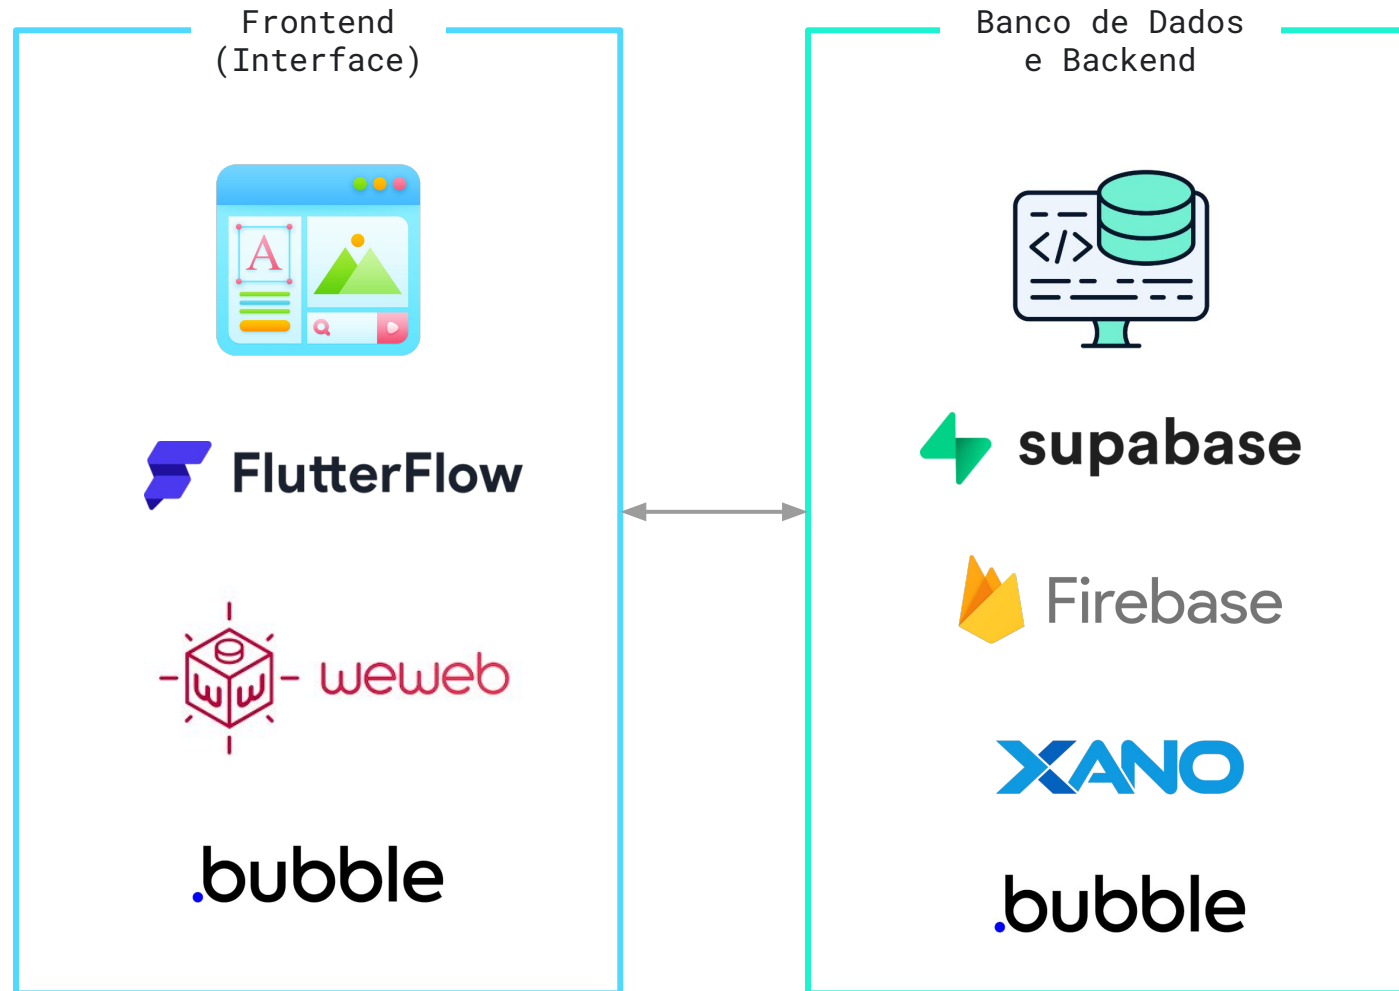 Frontend
(Interface)
A
FlutterFlow
weweb
.bubble
Banco de Dados
e Backend
</>
supabase
Firebase
XANO
.bubble